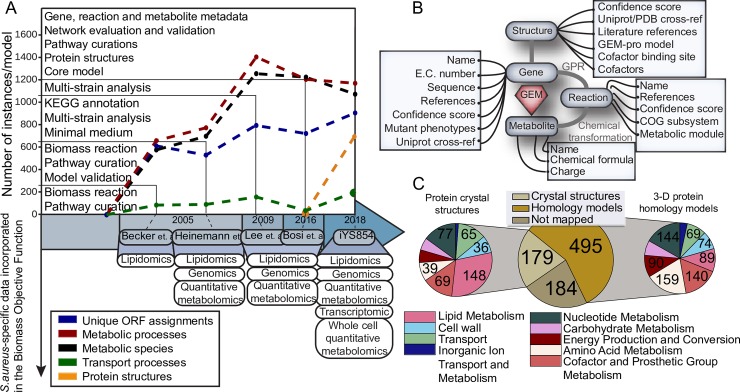 A
Gene, reaction and metabolite metadata
Network evaluation and validation
Pathway curations
Protein structures
Core model
Multi-strain analysis
KEGG annotation
Multi-strain analysis
Minimal medium
Biomass reaction
Pathway curation
Model validation
Biomass reaction
Pathway curation
Number of instances/model
1600
1400
1200
1000
800
600
400
200
0
2005
2009
2016
2018
Becker et.
Heinemann et
Lee et. a
Bosi et. a
iYS854
Lipidomics
Lipidomics
Genomics
Quantitative
metabolomics
Lipidomics
Genomics
Quantitative
metabolomics
Lipidomics
Genomics
Quantitative
metabolomics
Transcriptomic
Whole cell
quantitative
metabolomics
S.aureus-specific data incorporated
in the Biomass Objective Function
Unique ORF assignments
Metabolic processes
Metabolic species
Transport processes
Protein structures
B
Structure
Gene
GPR
GEM
Reaction
Metabolite
Chemical
transformation
Confidence score
Uniprot/PDB cross-ref
Literature references
GEM-pro model
Cofactor binding site
Cofactors
Name
E.C. number
Sequence
References
Confidence score
Mutant phenotypes
Uniprot cross-ref
Name
References
Confidence score
COG subsystem
Metabolic module
Name
Chemical formula
Charge
C
Protein crystal
structures
Crystal structures
Homology models
Not mapped
3-D protein
homology models
77
65
36
148
69
39
179
495
184
144
69
74
89
140
159
90
Lipid Metabolism
Cell wall
Transport
Inorganic Ion
Transport and
Metabolism
Nucleotide Metabolism
Carbohydrate Metabolism
Energy Production and Conversion
Amino Acid Metabolism
Cofactor and Prosthetic Group
Metabolism